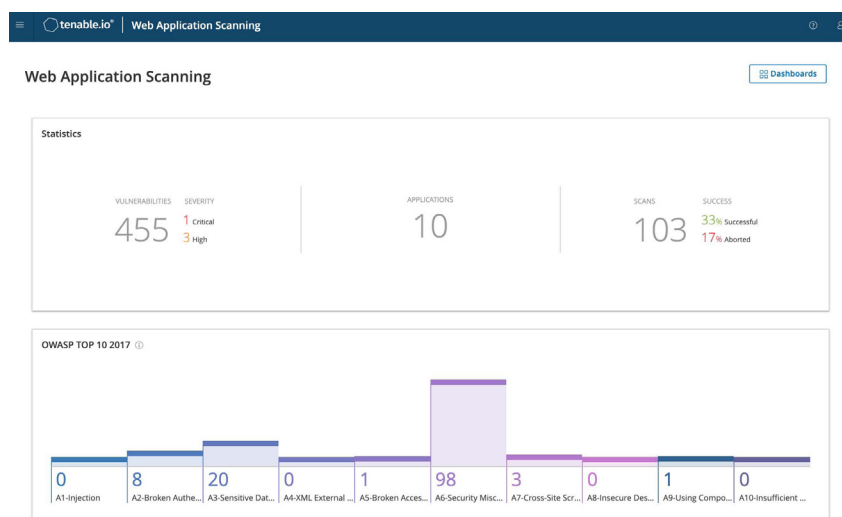 tenable.io® Web Application Scanning
Web Application Scanning
Dashboards
Statistics
VULNERABILITIES SEVERITY
455
1 Critical
3 High
APPLICATIONS
10
SCANS SUCCESS
103
33% Successful
17% Aborted
OWASP TOP 10 2017
0 8 20 0 1 98 3 0 1 0
A1-Injection A2-Broken Authe... A3-Sensitive Dat... A4-XML External ... A5-Broken Acces... A6-Security Misc... A7-Cross-Site Scr... A8-Insecure Des... A9-Using Compo... A10-Insufficient ...